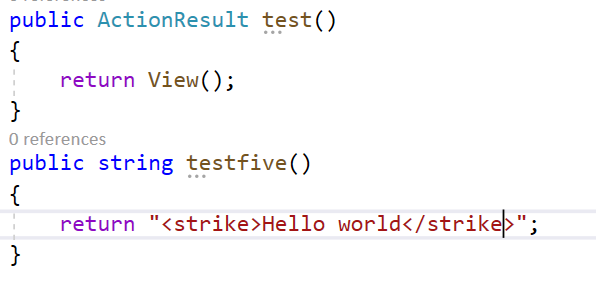 public ActionResult test()
{
    return View();
}
0 references
public string testfive()
{
    return "<strike>Hello world</strike>";
}